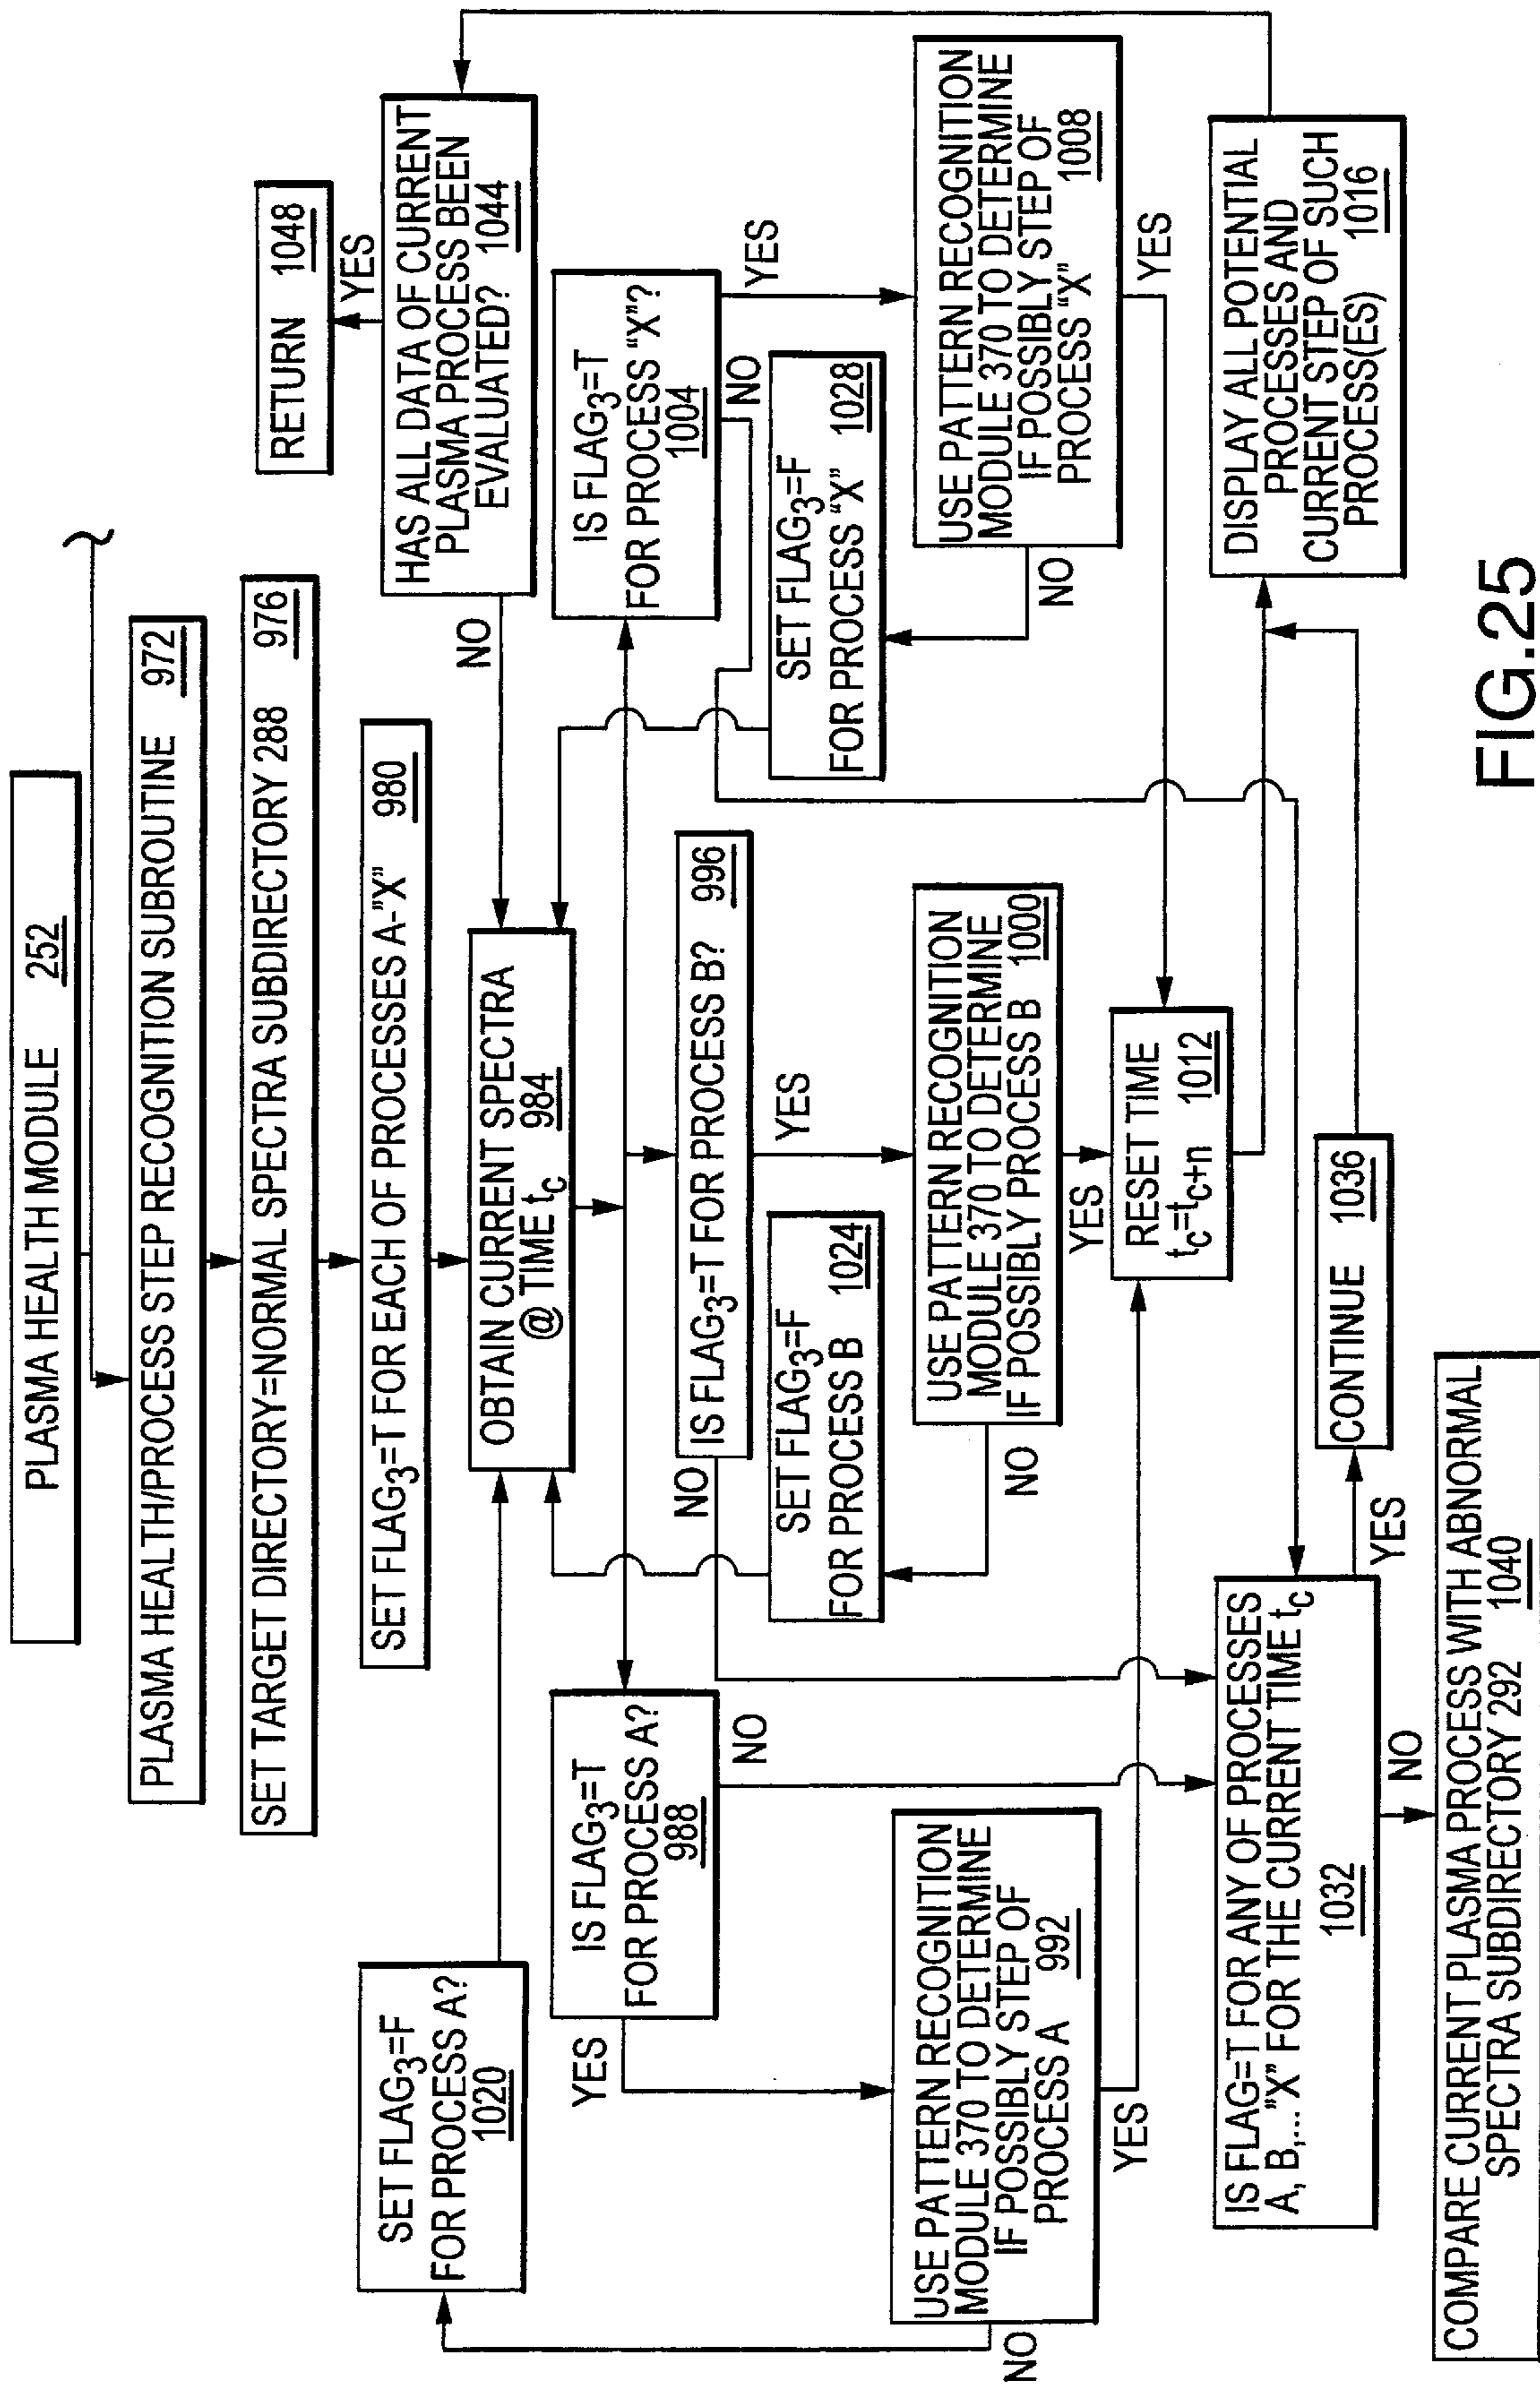 PLASMA HEALTH MODULE 252
PLASMA HEALTH/PROCESS STEP RECOGNITION SUBROUTINE 972
SET TARGET DIRECTORY=NORMAL SPECTRA SUBDIRECTORY 288 976
SET FLAG3=T FOR EACH OF PROCESSES A-"X" 980
OBTAIN CURRENT SPECTRA
@ TIME tc 984
SET FLAG3=F
FOR PROCESS A?
1020
IS FLAG3=T
FOR PROCESS A?
988
YES
NO
USE PATTERN RECOGNITION
MODULE 370 TO DETERMINE
IF POSSIBLY STEP OF
PROCESS A 992
NO
YES
IS FLAG3=T FOR PROCESS B? 996
NO
YES
SET FLAG3=F
FOR PROCESS B 1024
USE PATTERN RECOGNITION
MODULE 370 TO DETERMINE
IF POSSIBLY PROCESS B 1000
NO
YES
RESET TIME
tc=tc+n 1012
RETURN 1048
YES
HAS ALL DATA OF CURRENT
PLASMA PROCESS BEEN
EVALUATED? 1044
NO
IS FLAG3=T
FOR PROCESS "X"?
1004
YES
NO
SET FLAG3=F
FOR PROCESS "X" 1028
USE PATTERN RECOGNITION
MODULE 370 TO DETERMINE
IF POSSIBLY STEP OF
PROCESS "X" 1008
NO
YES
DISPLAY ALL POTENTIAL
PROCESSES AND
CURRENT STEP OF SUCH
PROCESS(ES) 1016
IS FLAG=T FOR ANY OF PROCESSES
A, B,..."X" FOR THE CURRENT TIME tc
1032
YES
CONTINUE 1036
NO
COMPARE CURRENT PLASMA PROCESS WITH ABNORMAL
SPECTRA SUBDIRECTORY 292 1040
FIG.25